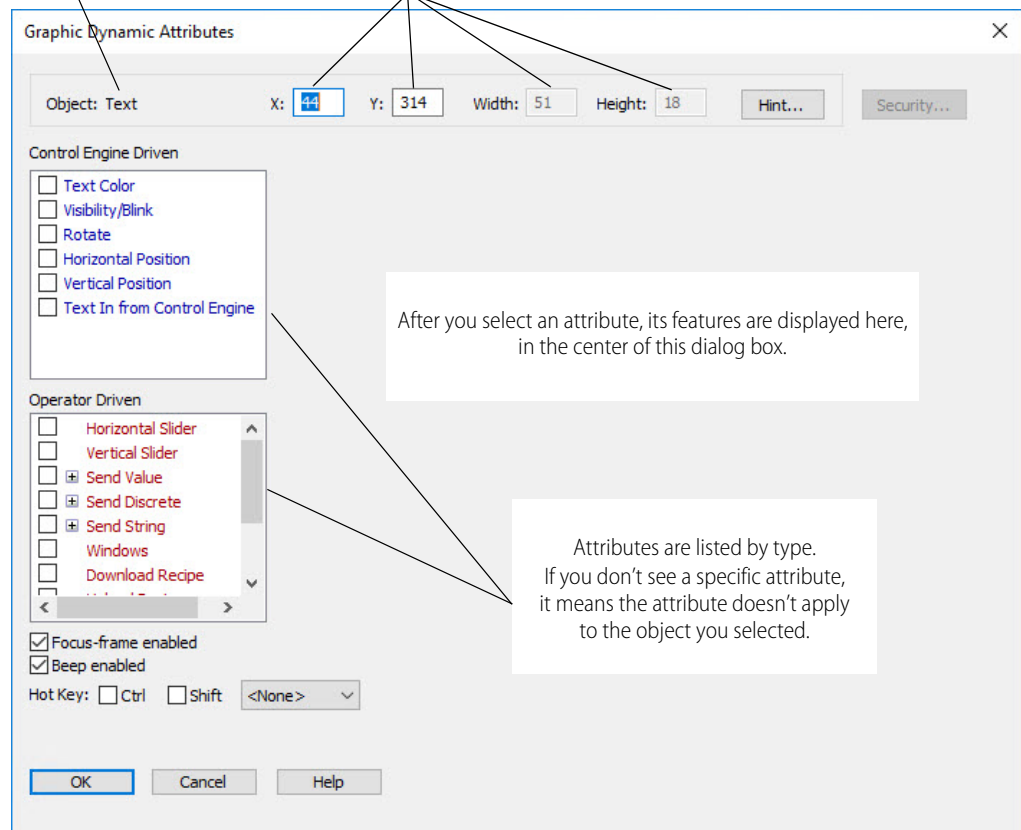 Graphic Dynamic Attributes
Object: Text X: 44 Y: 314 Width: 51 Height: 18 Hint... Security...
Control Engine Driven
Text Color
Visibility/Blink
Rotate
Horizontal Position
Vertical Position
Text In from Control Engine
After you select an attribute, its features are displayed here,
in the center of this dialog box.
Operator Driven
Horizontal Slider
Vertical Slider
Send Value
Send Discrete
Send String
Windows
Download Recipe
Attributes are listed by type.
If you don’t see a specific attribute,
it means the attribute doesn’t apply
to the object you selected.
Focus-frame enabled
Beep enabled
Hot Key: Ctrl Shift <None>
OK Cancel Help